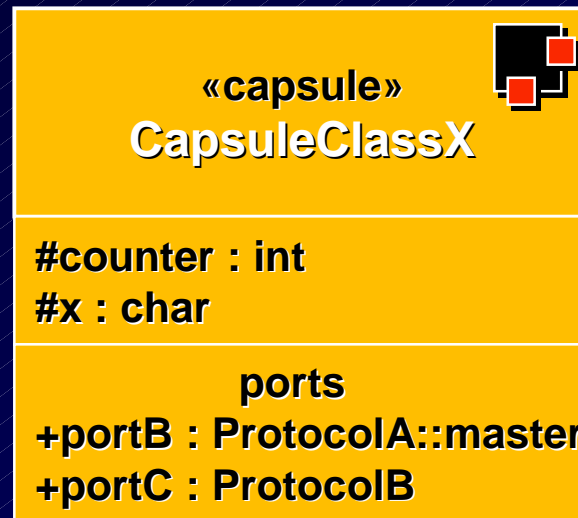 «capsule»
CapsuleClassX
#counter : int
#x : char
ports
+portB : ProtocolA::master
+portC : ProtocolB